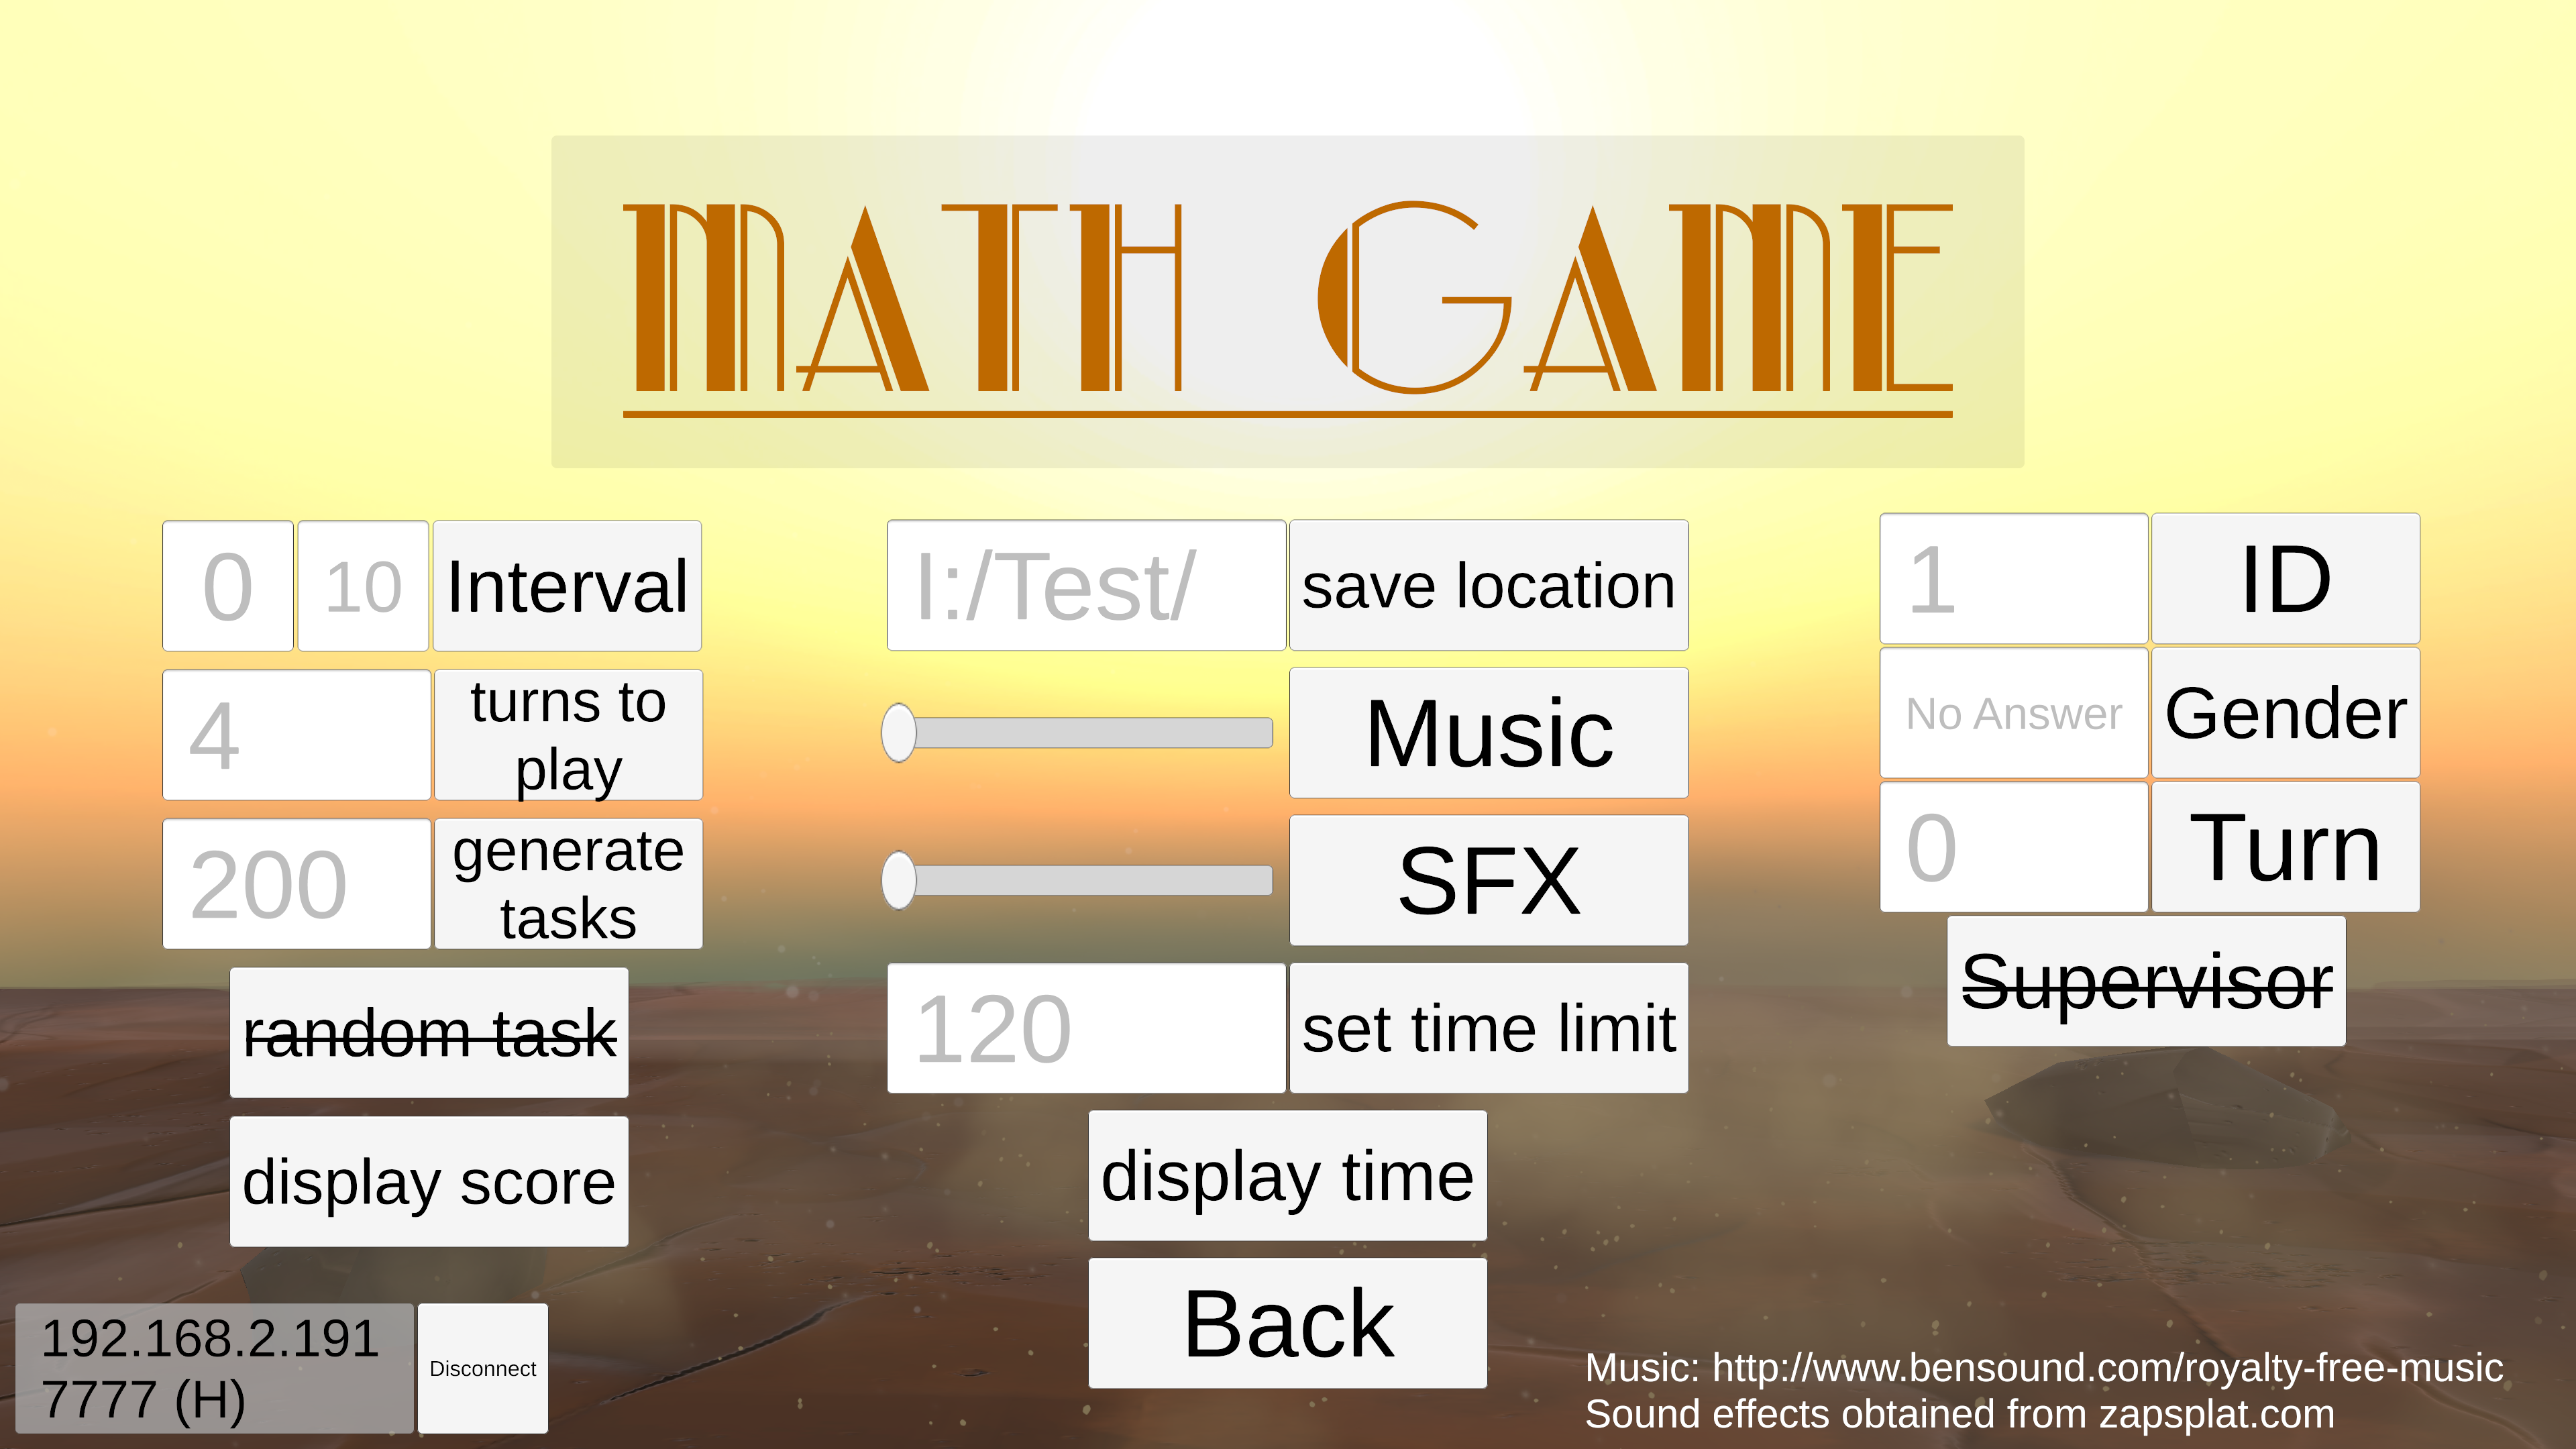 MATH GAME
0 10 Interval
4 turns to
play
200 generate
tasks
random task
display score
I:/Test/ save location
Music
SFX
120 set time limit
display time
Back
1 ID
No Answer Gender
0 Turn
Supervisor
192.168.2.191
7777 (H)
Disconnect
Music: http://www.bensound.com/royalty-free-music
Sound effects obtained from zapsplat.com